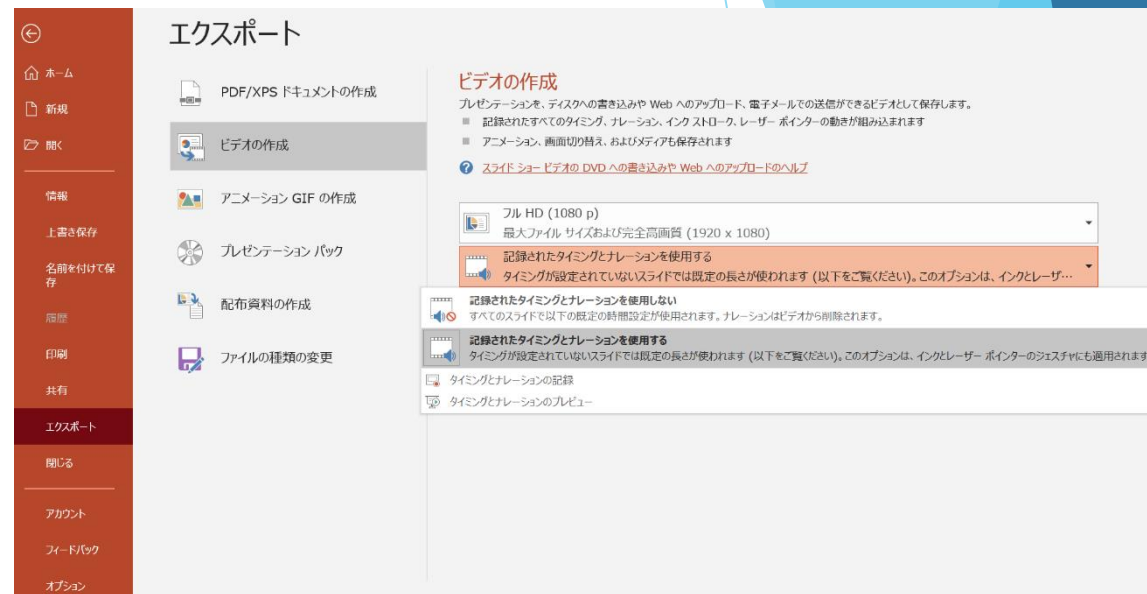 エクスポート
ホーム
新規
開く
情報
上書き保存
名前を付けて保
存
履歴
印刷
共有
エクスポート
閉じる
アカウント
フィードバック
オプション
PDF/XPS ドキュメントの作成
ビデオの作成
アニメーション GIF の作成
プレゼンテーション パック
配布資料の作成
ファイルの種類の変更
ビデオの作成
プレゼンテーションを、ディスクへの書き込みや Web へのアップロード、電子メールでの送信ができるビデオとして保存します。
記録されたすべてのタイミング、ナレーション、インク ストローク、レーザー ポインターの動きが組み込まれます
アニメーション、画面切り替え、およびメディアも保存されます
スライド ショー ビデオの DVD への書き込みや Web へのアップロードのヘルプ
フル HD (1080 p)
最大ファイル サイズおよび完全高画質 (1920 x 1080)
記録されたタイミングとナレーションを使用する
タイミングが設定されていないスライドでは既定の長さが使われます (以下をご覧ください)。このオプションは、インクとレーザ…
記録されたタイミングとナレーションを使用しない
すべてのスライドで以下の既定の時間設定が使用されます。ナレーションはビデオから削除されます。
記録されたタイミングとナレーションを使用する
タイミングが設定されていないスライドでは既定の長さが使われます (以下をご覧ください)。このオプションは、インクとレーザー ポインターのジェスチャにも適用されます
タイミングとナレーションの記録
タイミングとナレーションのプレビュー